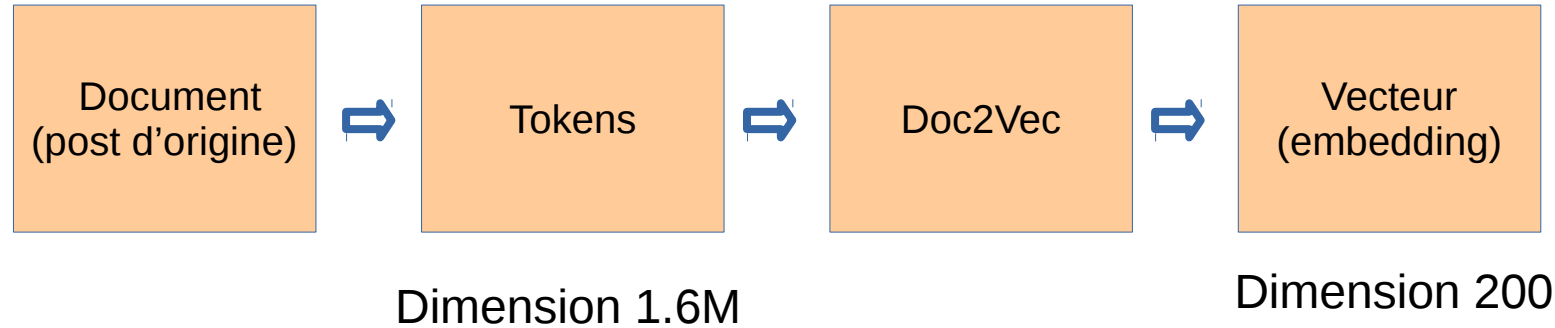 Document
(post d’origine)
Tokens
Doc2Vec
Vecteur
(embedding)
Dimension 1.6M
Dimension 200